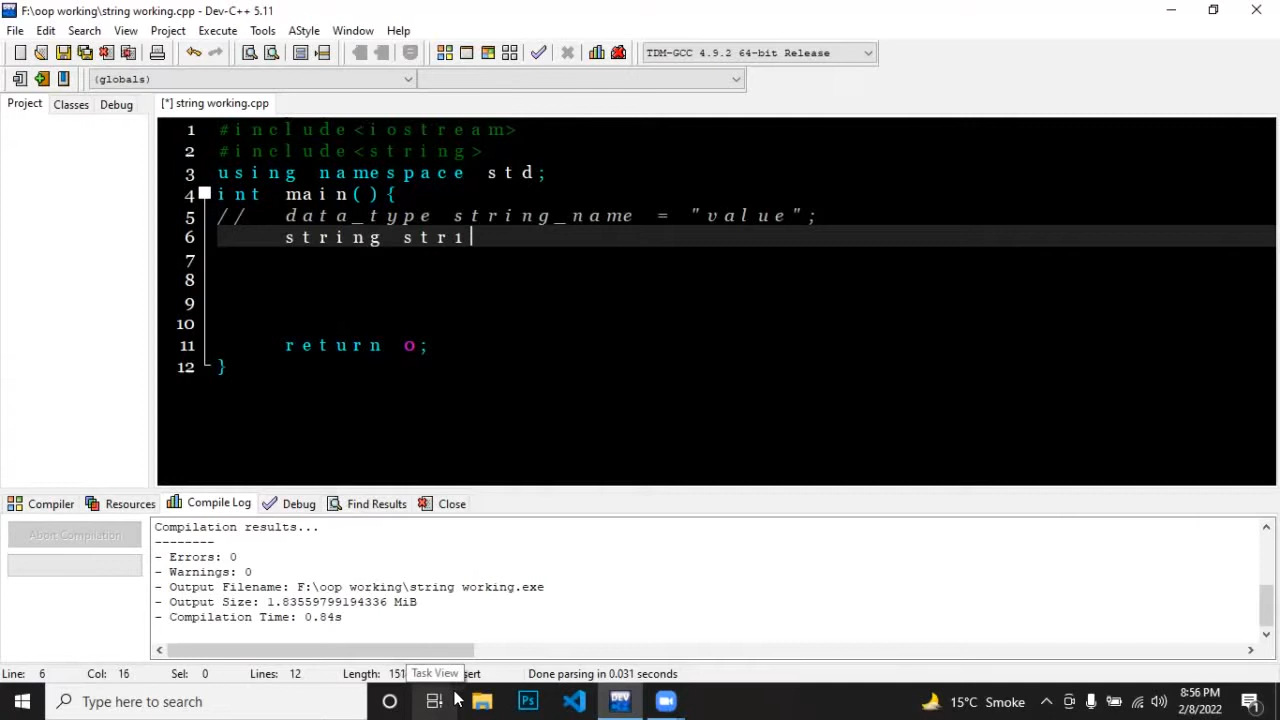 F:\oop working\string working.cpp - Dev-C++ 5.11
File Edit Search View Project Execute Tools AStyle Window Help
TDM-GCC 4.9.2 64-bit Release
(globals)
Project Classes Debug [*] string working.cpp
1 #include<iostream>
2 #include<string>
3 using namespace std;
4 int main(){
5 // data_type string_name = "value";
6 string str1
7
8
9
10
11 return 0;
12 }
Compiler Resources Compile Log Debug Find Results Close
Abort Compilation
Compilation results...
--------
- Errors: 0
- Warnings: 0
- Output Filename: F:\oop working\string working.exe
- Output Size: 1.83559799194336 MiB
- Compilation Time: 0.84s
Line: 6 Col: 16 Sel: 0 Lines: 12 Length: 151 Task View Done parsing in 0.031 seconds
Type here to search Ps DEV 15°C Smoke 8:56 PM
2/8/2022 1